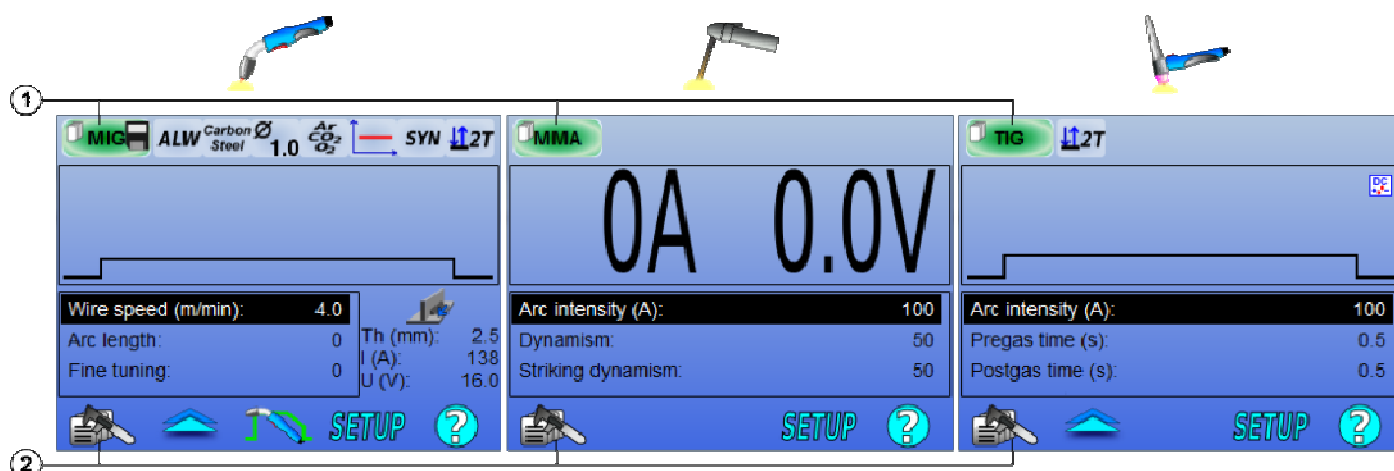 1
MIG ALW Carbon Steel Ø 1.0 Ar CO2 O2 SYN 2T
Wire speed (m/min): 4.0
Arc length: 0
Fine tuning: 0
Th (mm): 2.5
I (A): 138
U (V): 16.0
SETUP ?
MMA
0A 0.0V
Arc intensity (A): 100
Dynamism: 50
Striking dynamism: 50
SETUP ?
TIG 2T
DC
Arc intensity (A): 100
Pregas time (s): 0.5
Postgas time (s): 0.5
SETUP ?
2